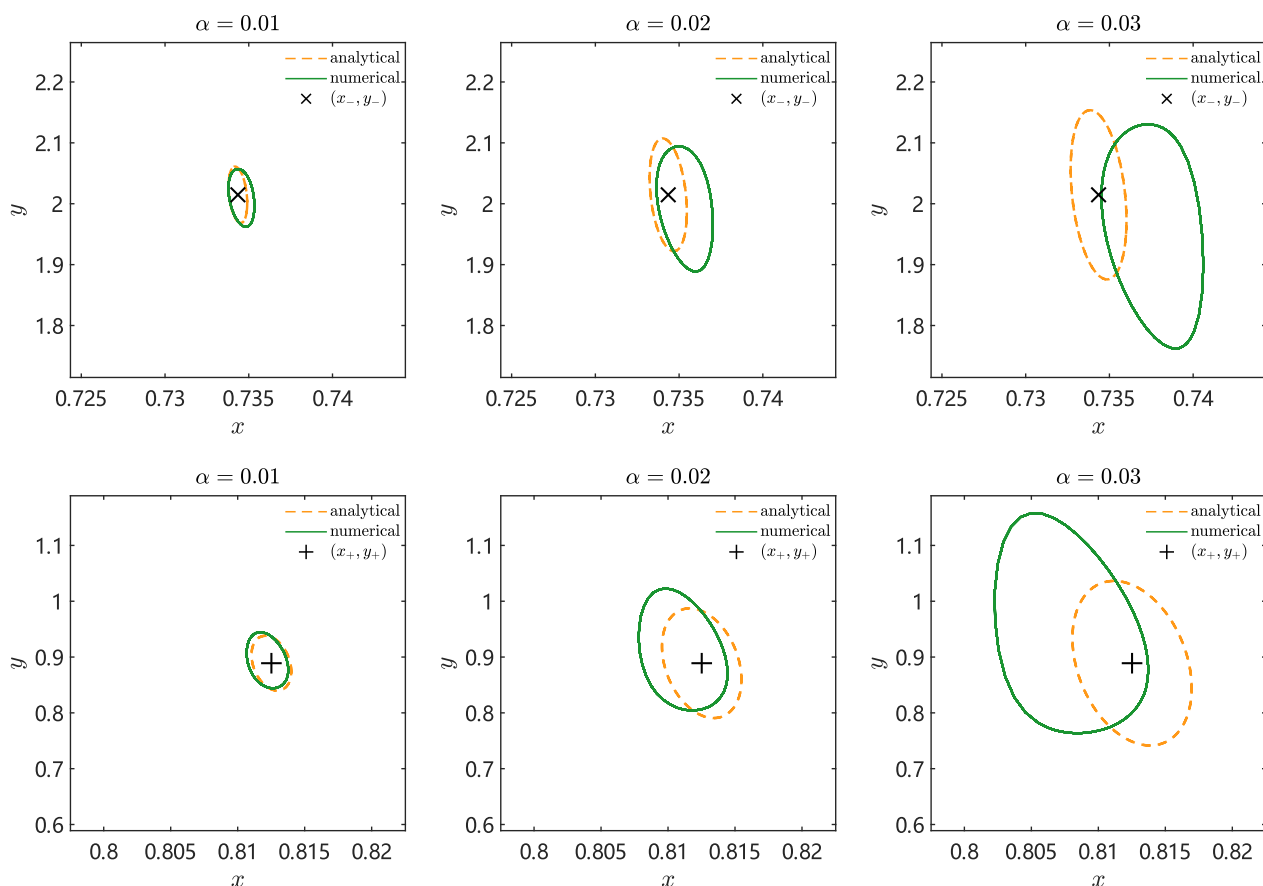 α = 0.01
analytical
numerical
(x₋, y₋)
2.2
2.1
2
1.9
1.8
y
0.725
0.73
0.735
0.74
x
α = 0.02
analytical
numerical
(x₋, y₋)
2.2
2.1
2
1.9
1.8
y
0.725
0.73
0.735
0.74
x
α = 0.03
analytical
numerical
(x₋, y₋)
2.2
2.1
2
1.9
1.8
y
0.725
0.73
0.735
0.74
x
α = 0.01
analytical
numerical
(x₊, y₊)
1.1
1
0.9
0.8
0.7
0.6
y
0.8
0.805
0.81
0.815
0.82
x
α = 0.02
analytical
numerical
(x₊, y₊)
1.1
1
0.9
0.8
0.7
0.6
y
0.8
0.805
0.81
0.815
0.82
x
α = 0.03
analytical
numerical
(x₊, y₊)
1.1
1
0.9
0.8
0.7
0.6
y
0.8
0.805
0.81
0.815
0.82
x